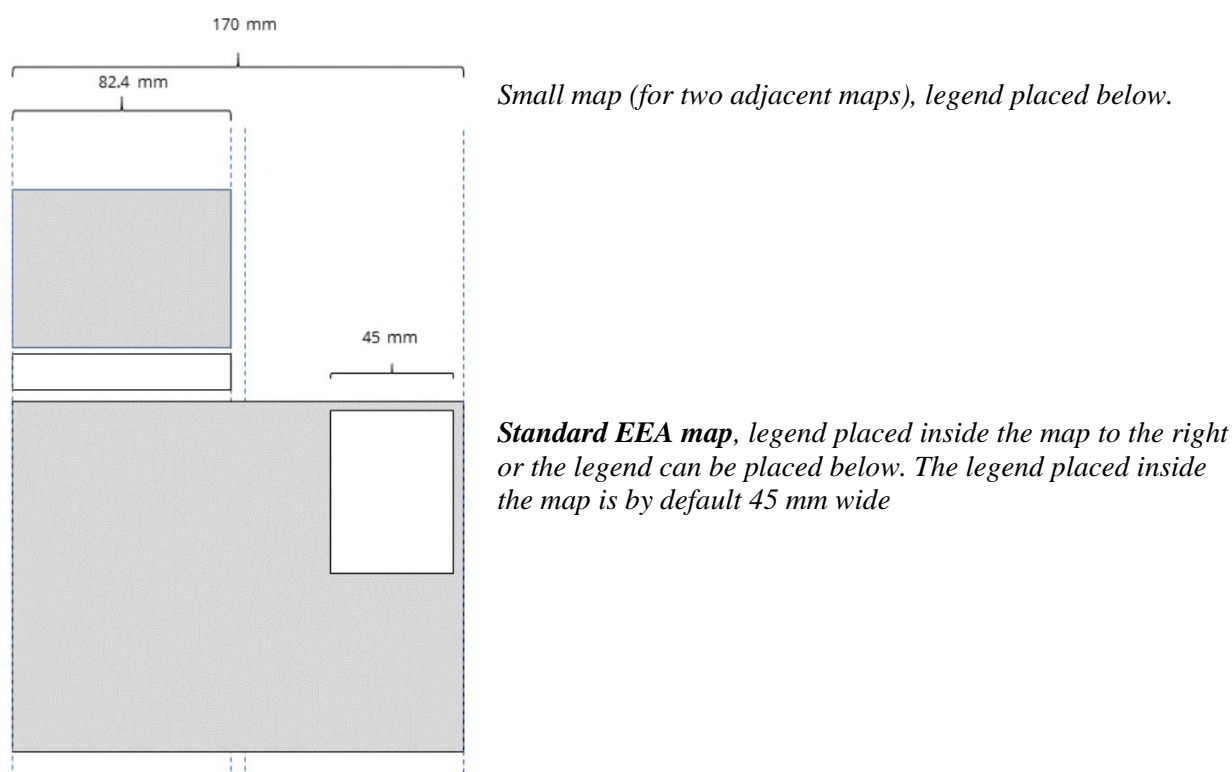 170 mm
82.4 mm
Small map (for two adjacent maps), legend placed below.
45 mm
Standard EEA map, legend placed inside the map to the right
or the legend can be placed below. The legend placed inside
the map is by default 45 mm wide